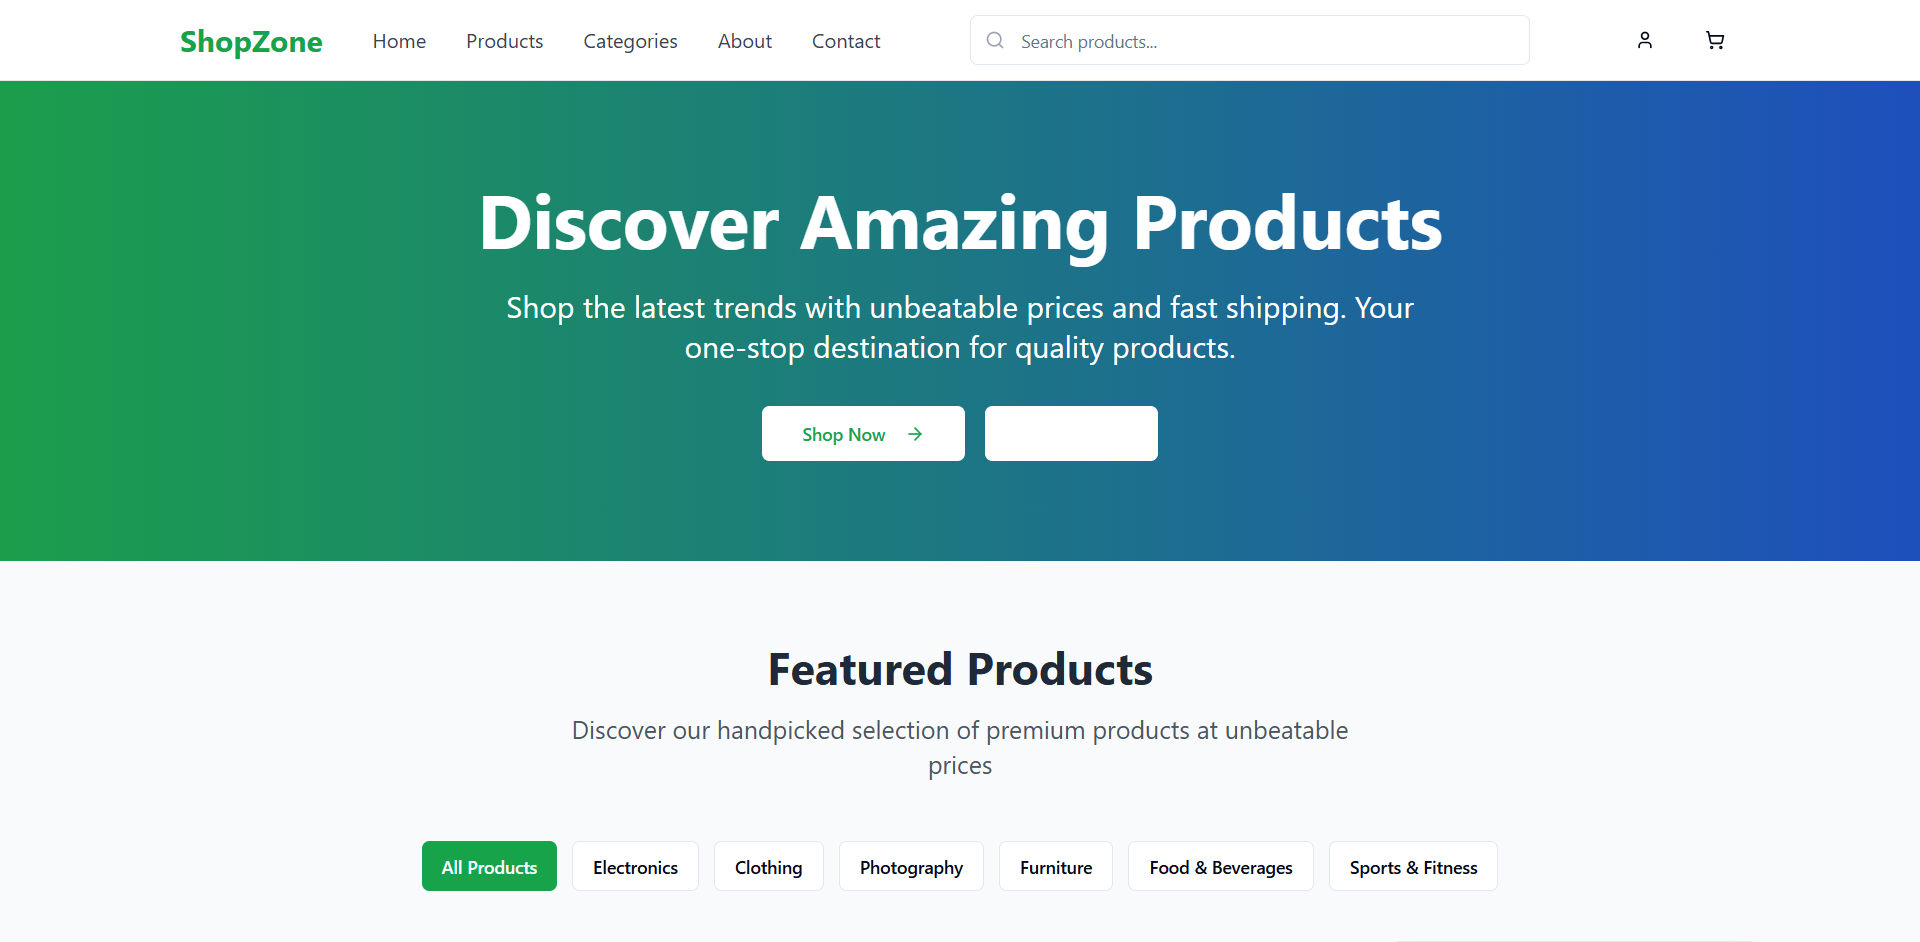 ShopZone
Home
Products
Categories
About
Contact
Search products...
Discover Amazing Products
Shop the latest trends with unbeatable prices and fast shipping. Your
one-stop destination for quality products.
Shop Now
Featured Products
Discover our handpicked selection of premium products at unbeatable
prices
All Products
Electronics
Clothing
Photography
Furniture
Food & Beverages
Sports & Fitness